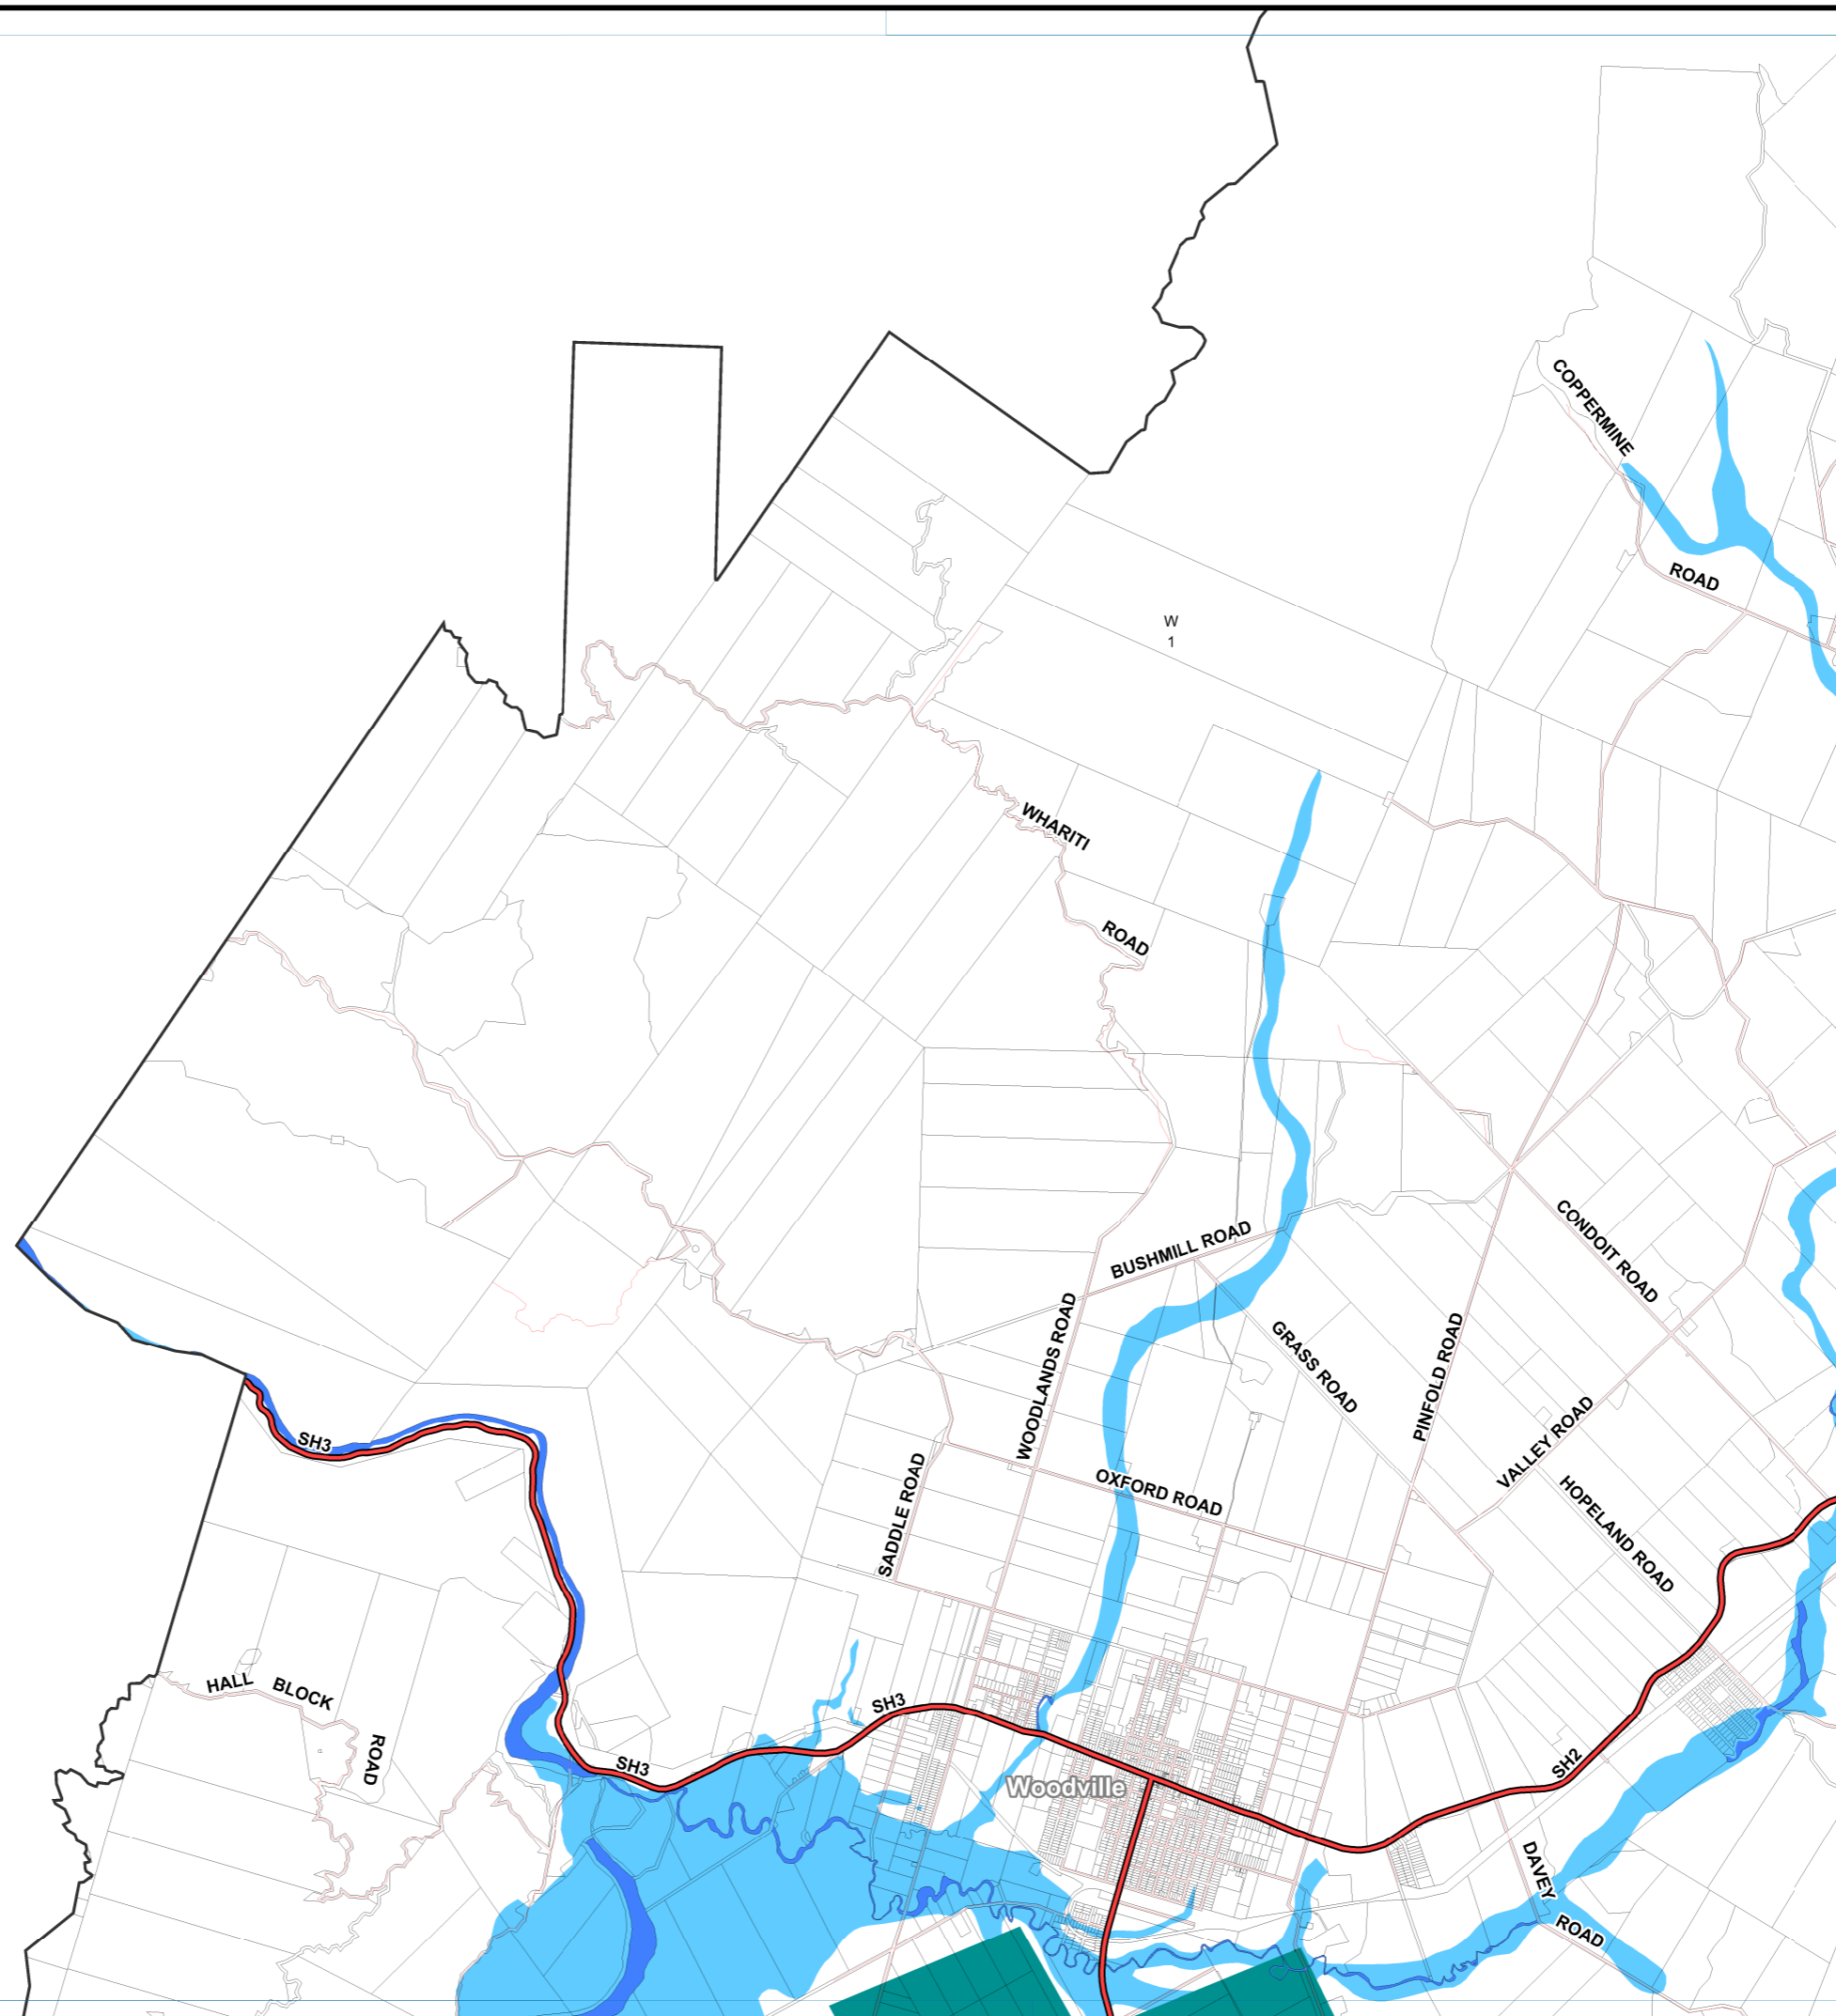 COPPERMINE
ROAD
W
1
WHARITI
ROAD
BUSHMILL ROAD
CONDOIT ROAD
WOODLANDS ROAD
GRASS ROAD
PINFOLD ROAD
SH3
VALLEY ROAD
SADDLE ROAD
OXFORD ROAD
HOPELAND ROAD
HALL BLOCK
ROAD
SH3
SH3
SH2
Woodville
DAVEY
ROAD